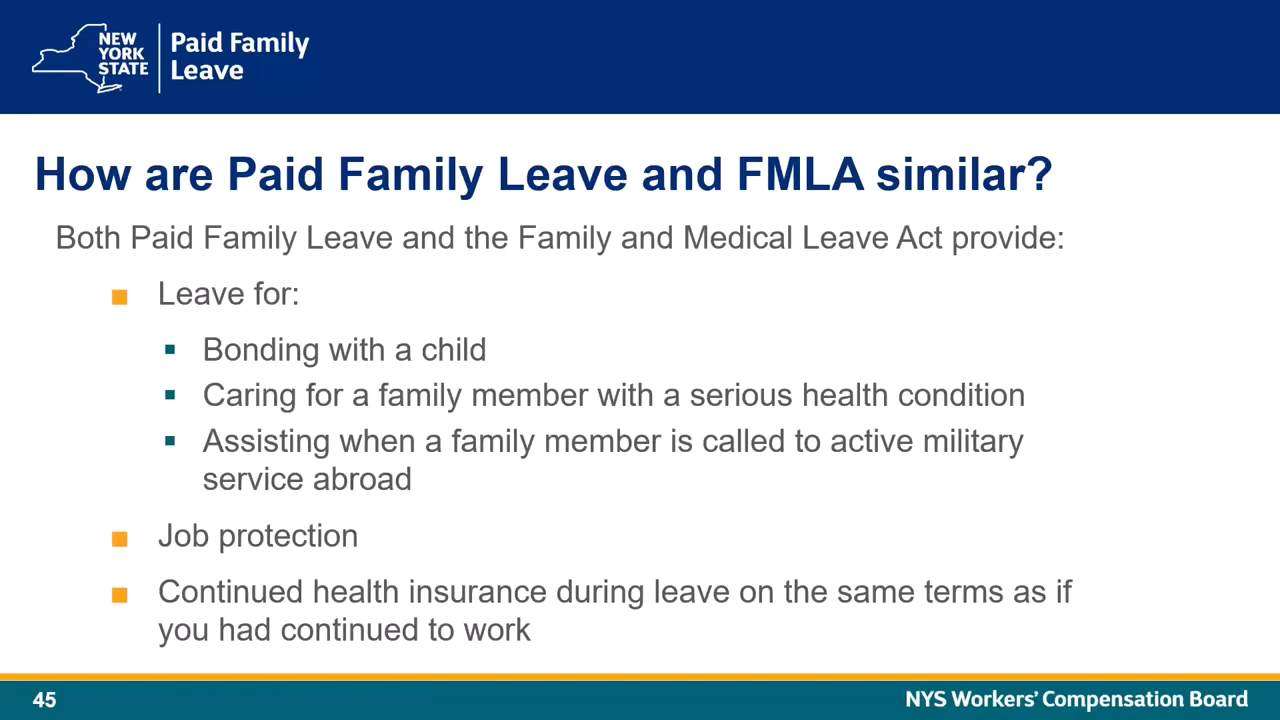 NEW
YORK
STATE
Paid Family
Leave
How are Paid Family Leave and FMLA similar?
Both Paid Family Leave and the Family and Medical Leave Act provide:
■ Leave for:
▪ Bonding with a child
▪ Caring for a family member with a serious health condition
▪ Assisting when a family member is called to active military
service abroad
■ Job protection
■ Continued health insurance during leave on the same terms as if
you had continued to work
45
NYS Workers’ Compensation Board